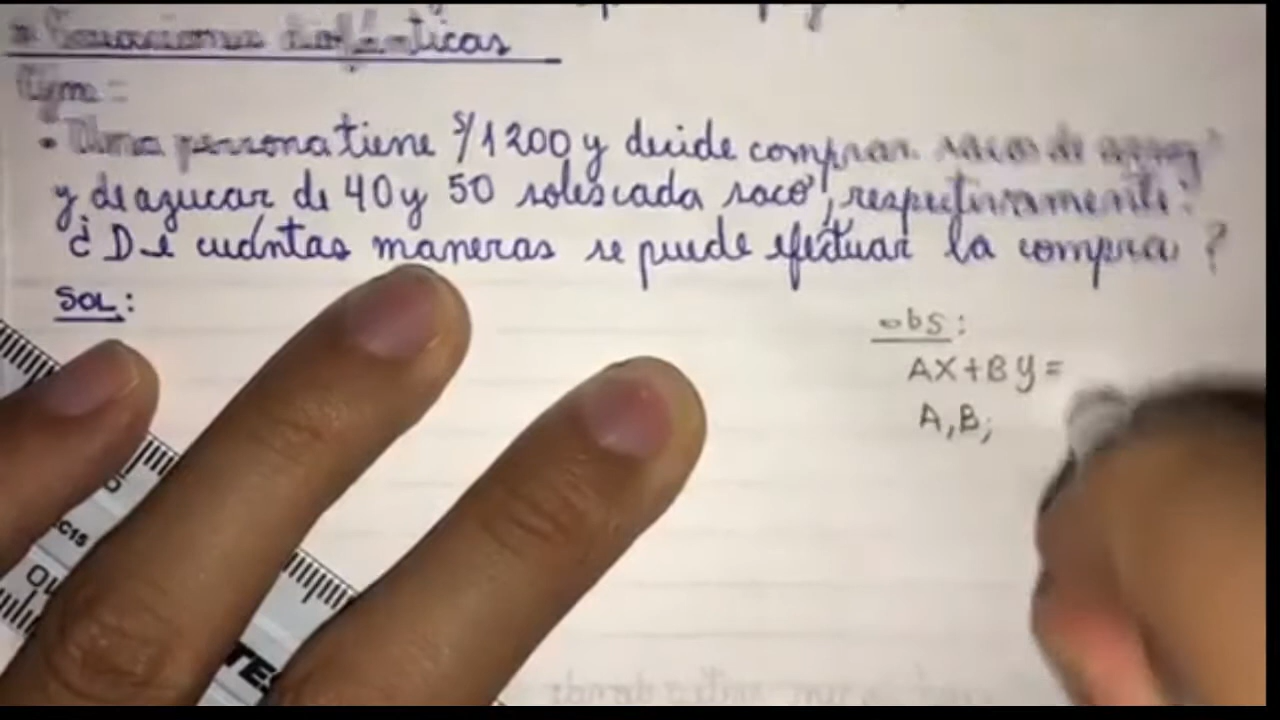 diofánticas
• Una persona tiene S/1200 y decide comprar sacos de arroz
y de azucar de 40 y 50 soles cada saco, respectivamente.
¿De cuántas maneras se puede efectuar la compra?
SOL:
obs:
AX+BY=
A,B;